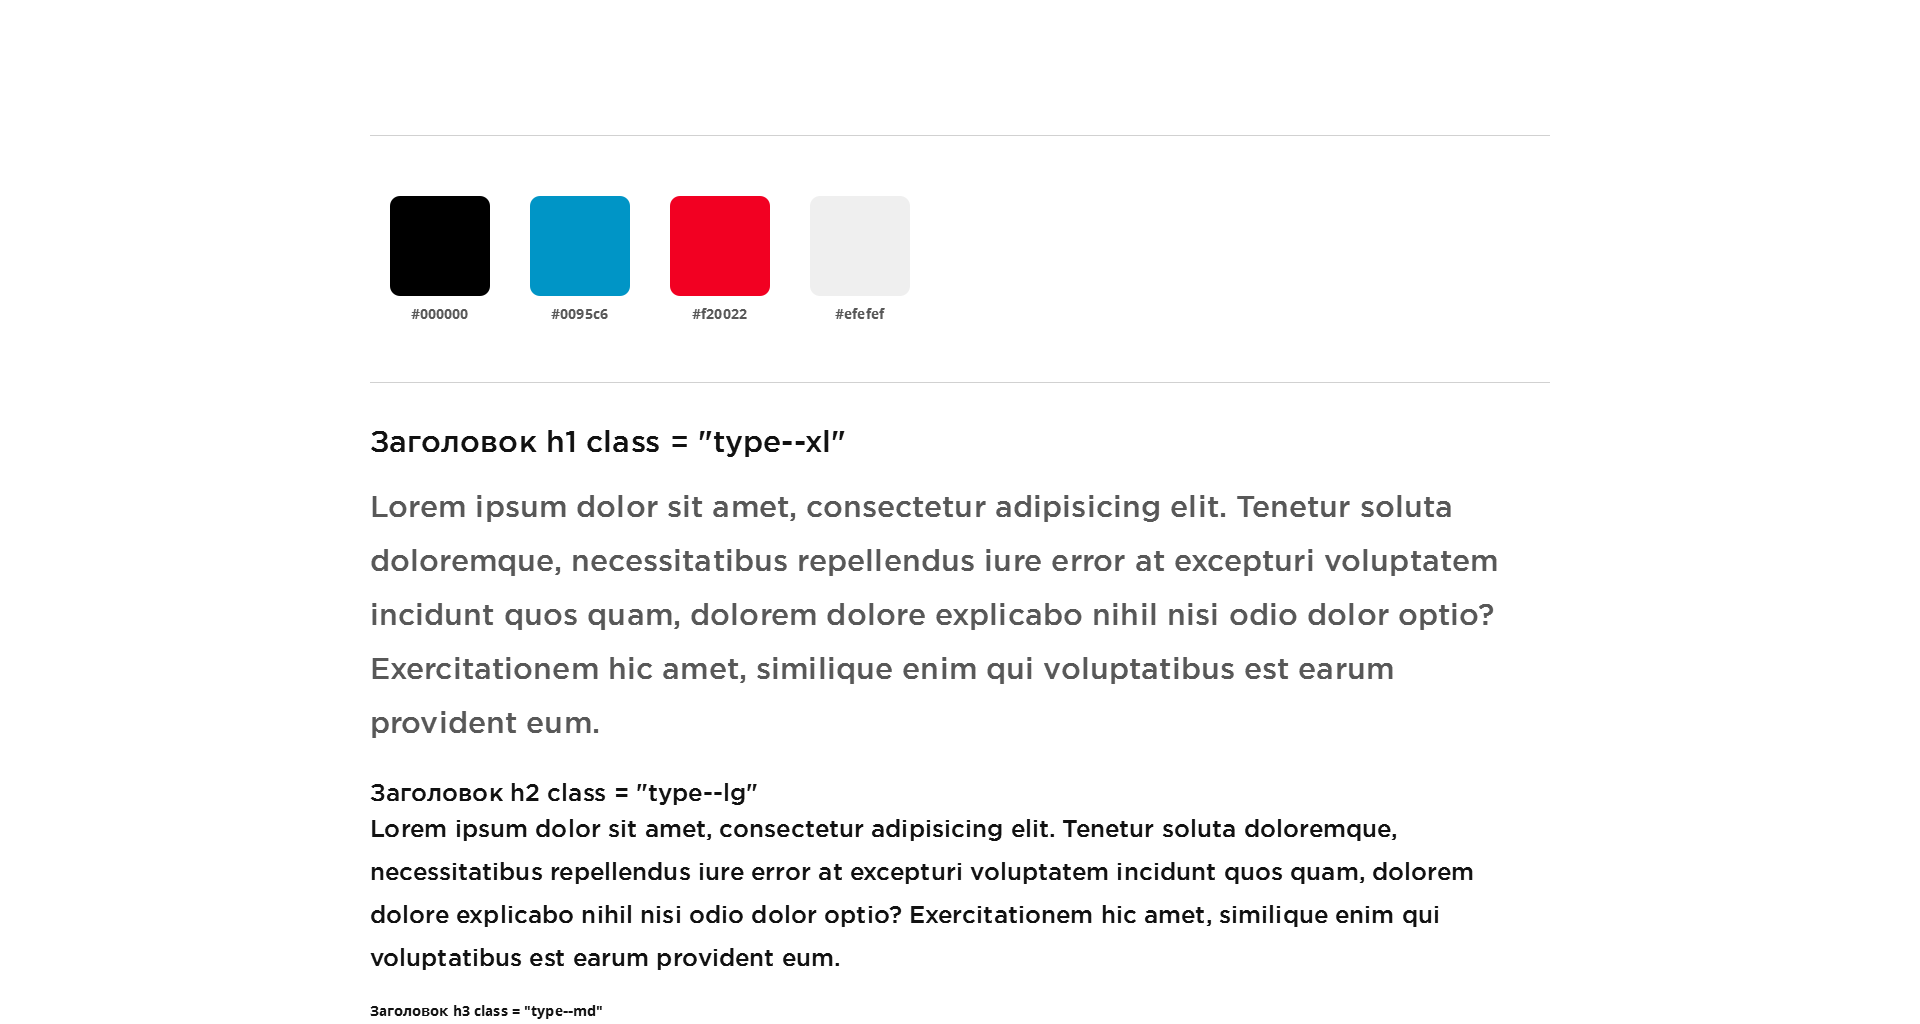 #000000
#0095c6
#f20022
#efefef
Заголовок h1 class = "type--xl"
Lorem ipsum dolor sit amet, consectetur adipisicing elit. Tenetur soluta
doloremque, necessitatibus repellendus iure error at excepturi voluptatem
incidunt quos quam, dolorem dolore explicabo nihil nisi odio dolor optio?
Exercitationem hic amet, similique enim qui voluptatibus est earum
provident eum.
Заголовок h2 class = "type--lg"
Lorem ipsum dolor sit amet, consectetur adipisicing elit. Tenetur soluta doloremque,
necessitatibus repellendus iure error at excepturi voluptatem incidunt quos quam, dolorem
dolore explicabo nihil nisi odio dolor optio? Exercitationem hic amet, similique enim qui
voluptatibus est earum provident eum.
Заголовок h3 class = "type--md"